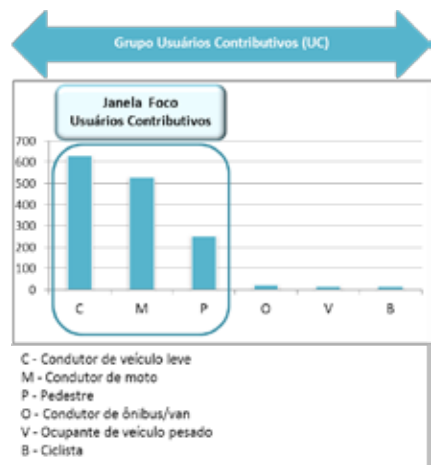 Grupo Usuários Contributivos (UC)
Janela Foco
Usuários Contributivos
700
600
500
400
300
200
100
0
C M P O V B
C - Condutor de veículo leve
M - Condutor de moto
P - Pedestre
O - Condutor de ônibus/van
V - Ocupante de veículo pesado
B - Ciclista